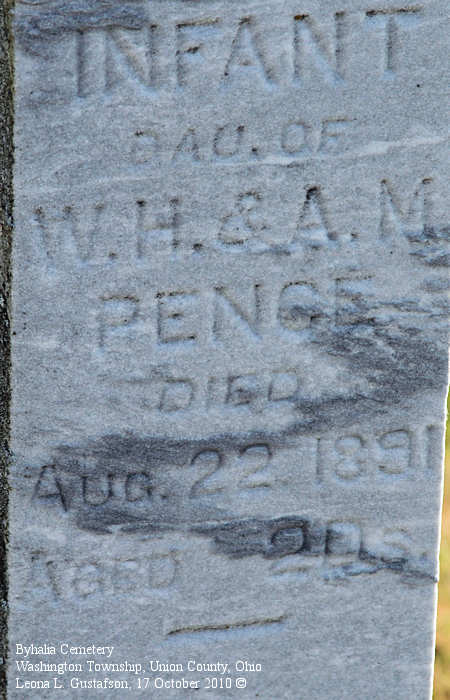 INFANT
DAU. OF
W. H. & A. M.
PENCE
DIED
AUG. 22 1891
AGED 2 DS.
Byhalia Cemetery
Washington Township, Union County, Ohio
Leona L. Gustafson, 17 October 2010 ©